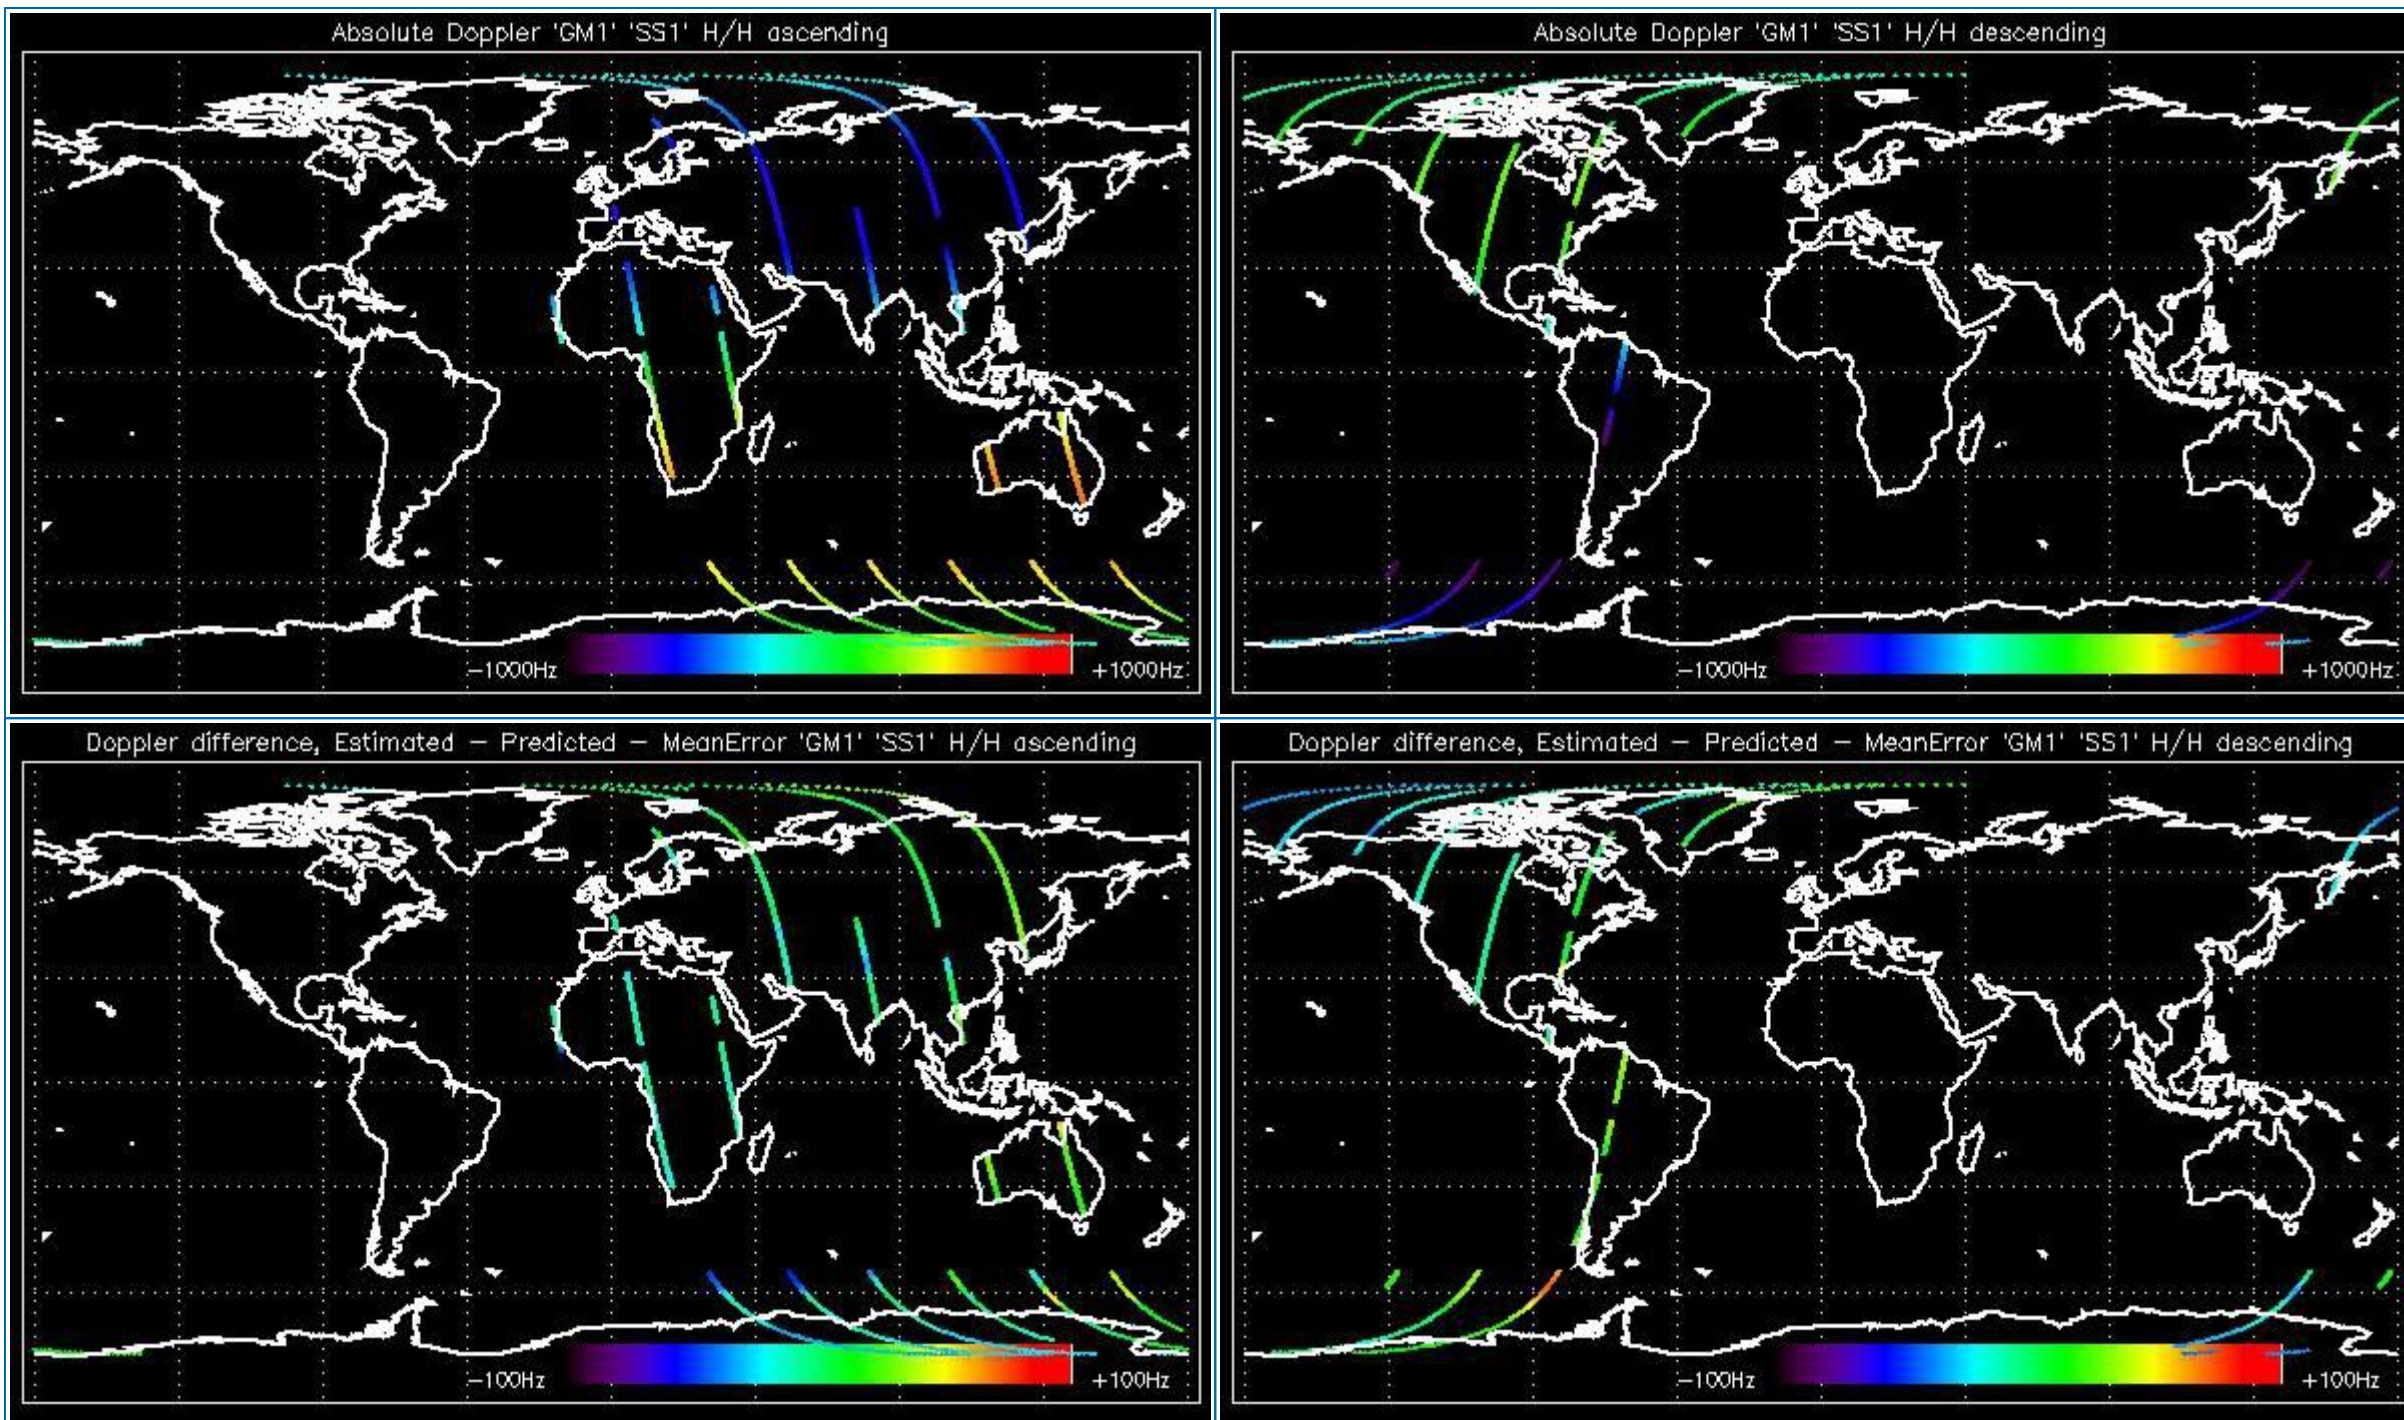 Absolute Doppler 'GM1' 'SS1' H/H ascending
-1000Hz +1000Hz
Absolute Doppler 'GM1' 'SS1' H/H descending
-1000Hz +1000Hz
Doppler difference, Estimated - Predicted - MeanError 'GM1' 'SS1' H/H ascending
-100Hz +100Hz
Doppler difference, Estimated - Predicted - MeanError 'GM1' 'SS1' H/H descending
-100Hz +100Hz